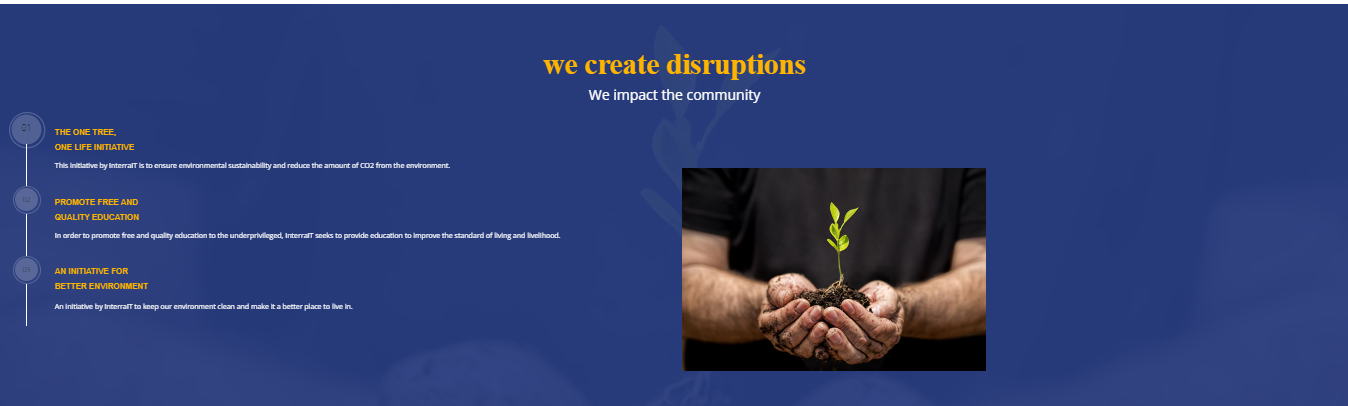 we create disruptions
We impact the community
01
THE ONE TREE,
ONE LIFE INITIATIVE
This initiative by InterraIT is to ensure environmental sustainability and reduce the amount of CO2 from the environment.
02
PROMOTE FREE AND
QUALITY EDUCATION
In order to promote free and quality education to the underprivileged, InterraIT seeks to provide education to improve the standard of living and livelihood.
03
AN INITIATIVE FOR
BETTER ENVIRONMENT
An initiative by InterraIT to keep our environment clean and make it a better place to live in.